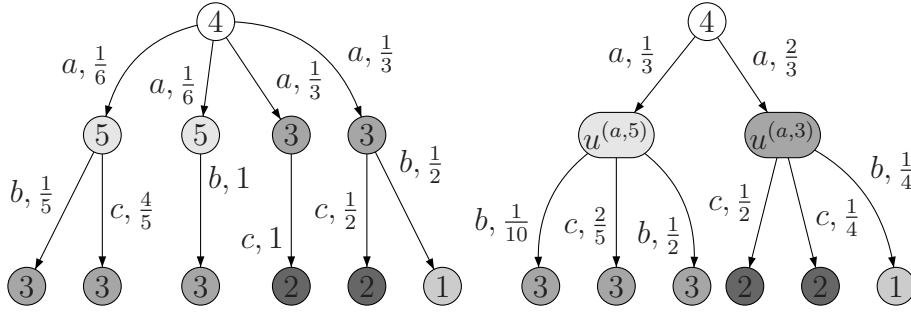 4 4
a, 1/6 a, 1/6 a, 1/3 a, 1/3 a, 1/3 a, 2/3
5 5 3 3 u^(a,5) u^(a,3)
b, 1/5 c, 4/5 b, 1 c, 1 c, 1/2 b, 1/2 b, 1/10 c, 2/5 b, 1/2 c, 1/2 c, 1/4 b, 1/4
3 3 3 2 2 1 3 3 3 2 2 1